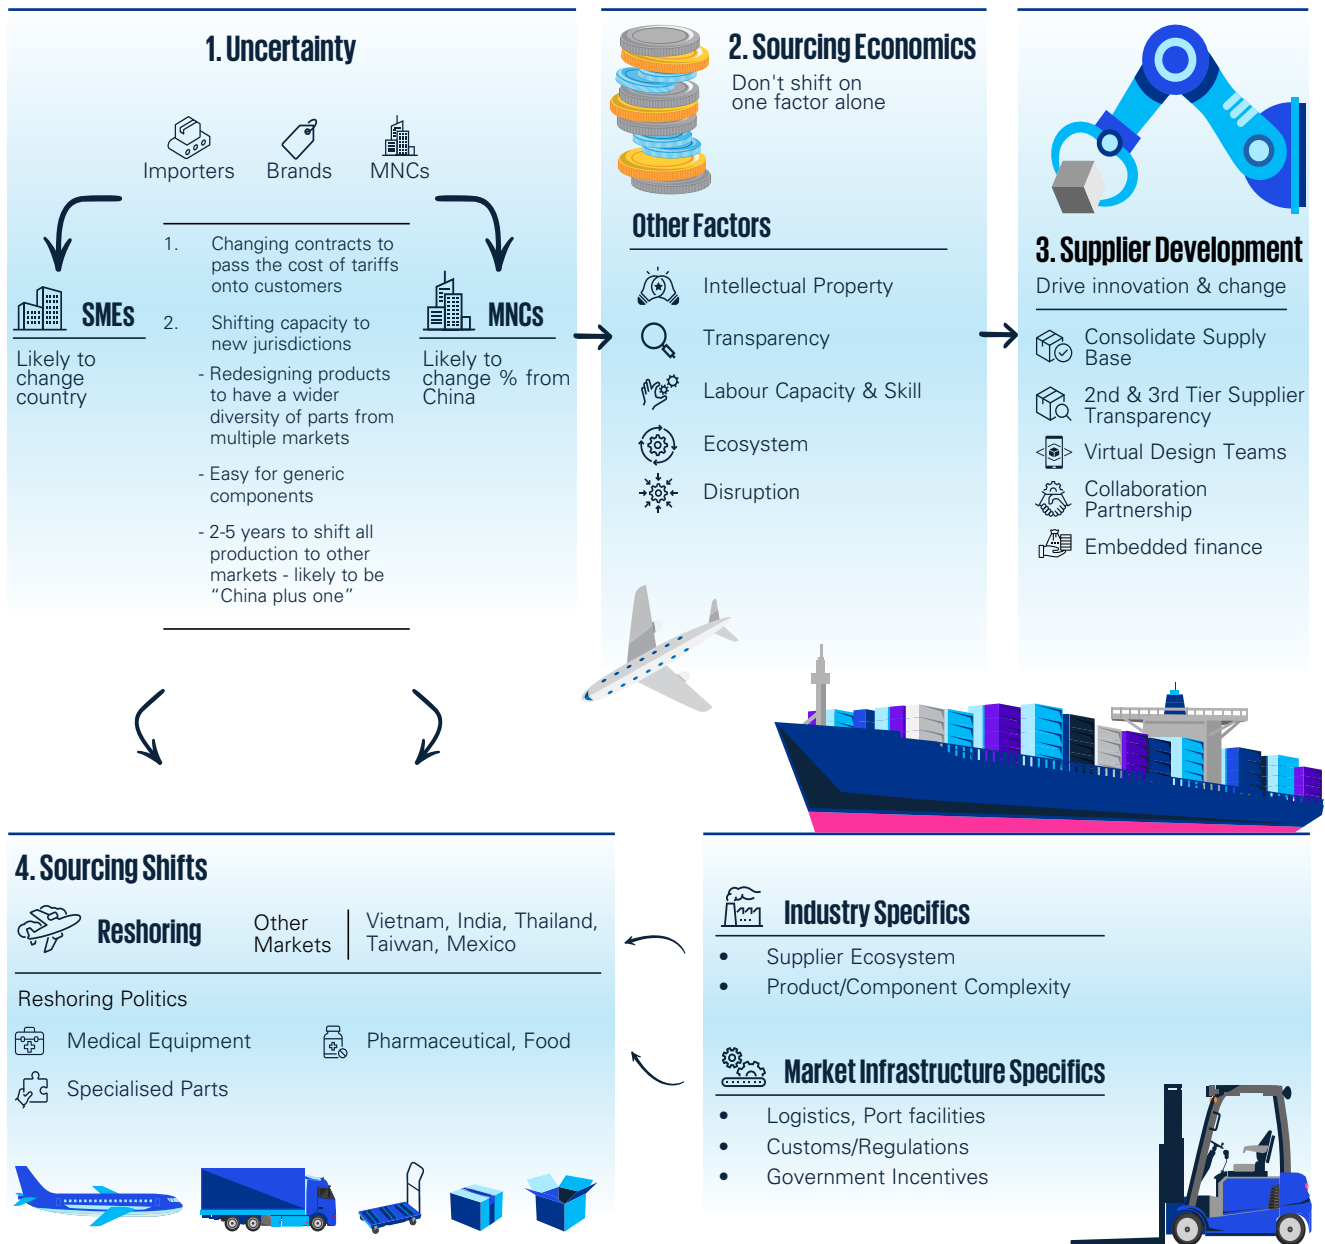 1. Uncertainty
Importers
Brands
MNCs
SMEs
Likely to
change
country
1. Changing contracts to
pass the cost of tariffs
onto customers
2. Shifting capacity to
new jurisdictions
- Redesigning products
to have a wider
diversity of parts from
multiple markets
- Easy for generic
components
- 2-5 years to shift all
production to other
markets - likely to be
“China plus one”
MNCs
Likely to
change % from
China
2. Sourcing Economics
Don't shift on
one factor alone
Other Factors
Intellectual Property
Transparency
Labour Capacity & Skill
Ecosystem
Disruption
3. Supplier Development
Drive innovation & change
Consolidate Supply
Base
2nd & 3rd Tier Supplier
Transparency
Virtual Design Teams
Collaboration
Partnership
Embedded finance
4. Sourcing Shifts
Reshoring
Other
Markets
Vietnam, India, Thailand,
Taiwan, Mexico
Reshoring Politics
Medical Equipment
Pharmaceutical, Food
Specialised Parts
Industry Specifics
• Supplier Ecosystem
• Product/Component Complexity
Market Infrastructure Specifics
• Logistics, Port facilities
• Customs/Regulations
• Government Incentives